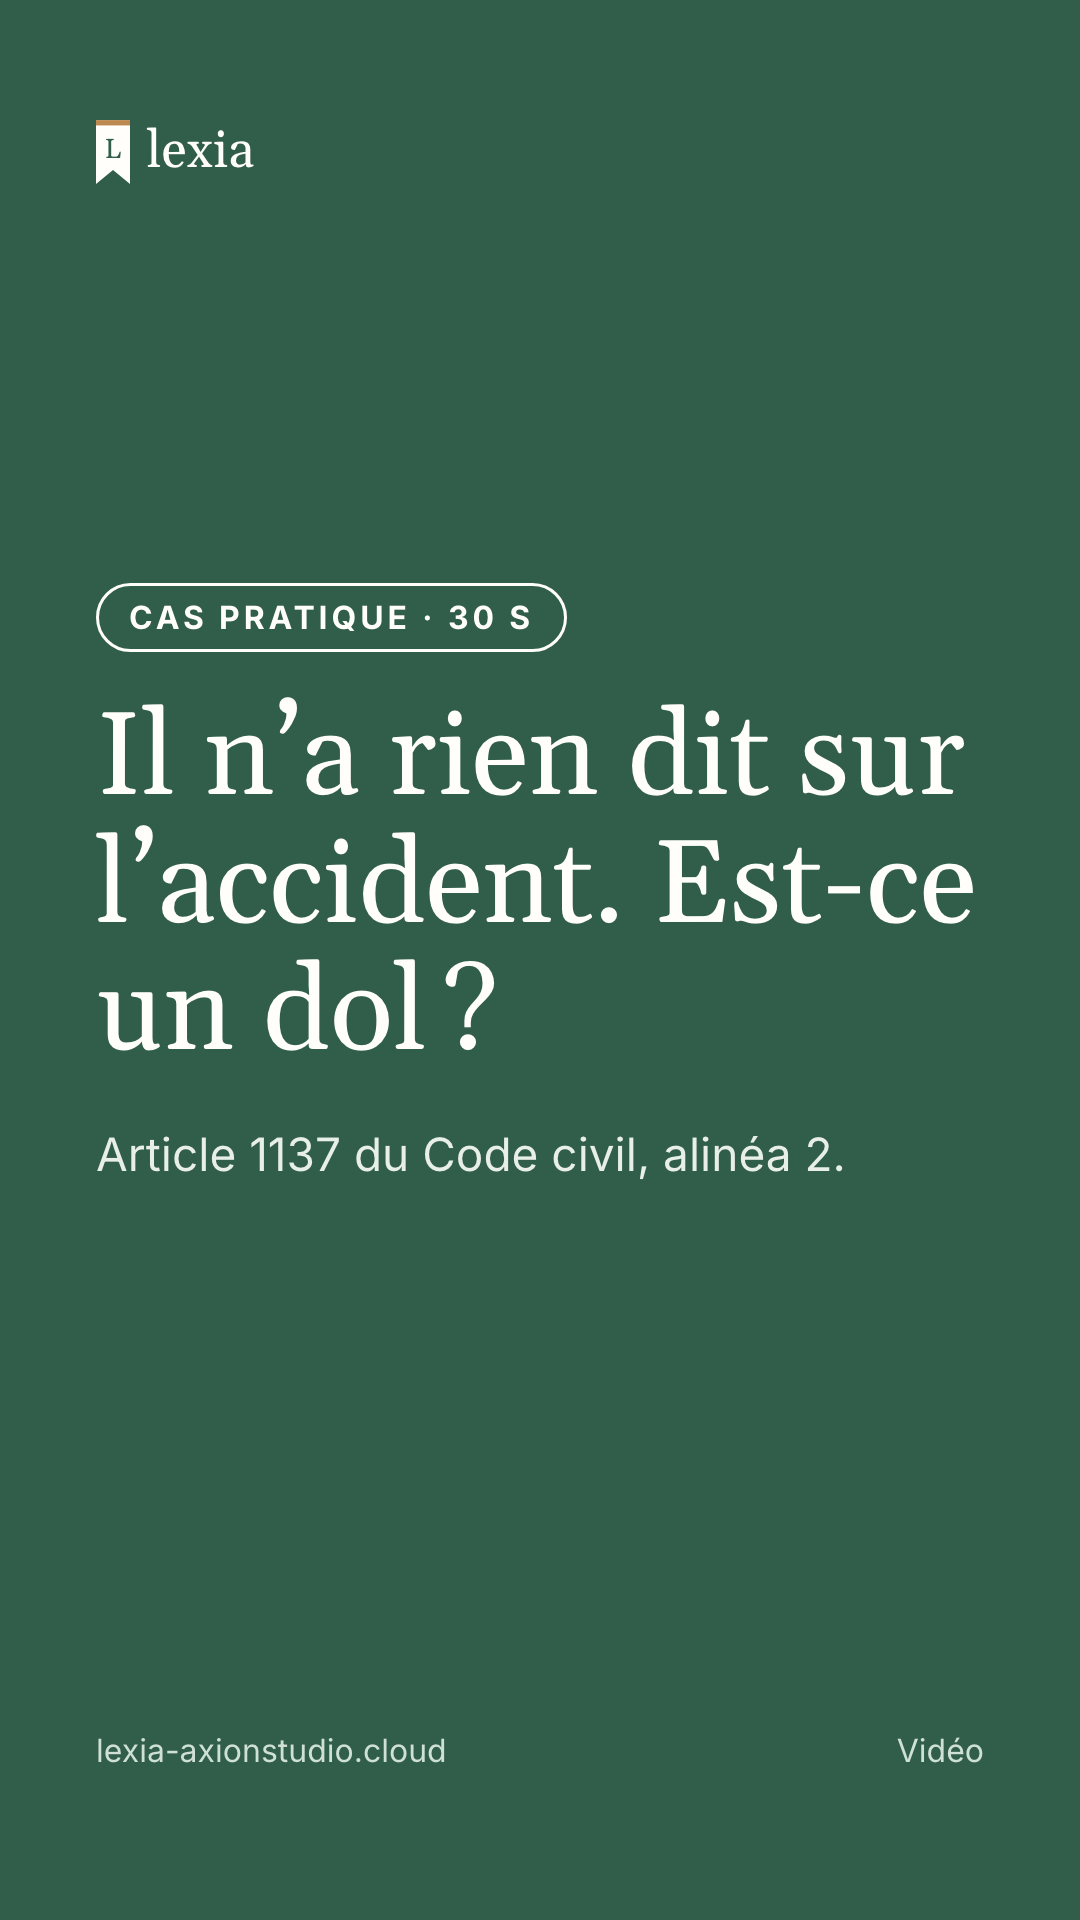 L lexia
CAS PRATIQUE · 30 S
Il n’a rien dit sur
l’accident. Est-ce
un dol ?
Article 1137 du Code civil, alinéa 2.
lexia-axionstudio.cloud
Vidéo